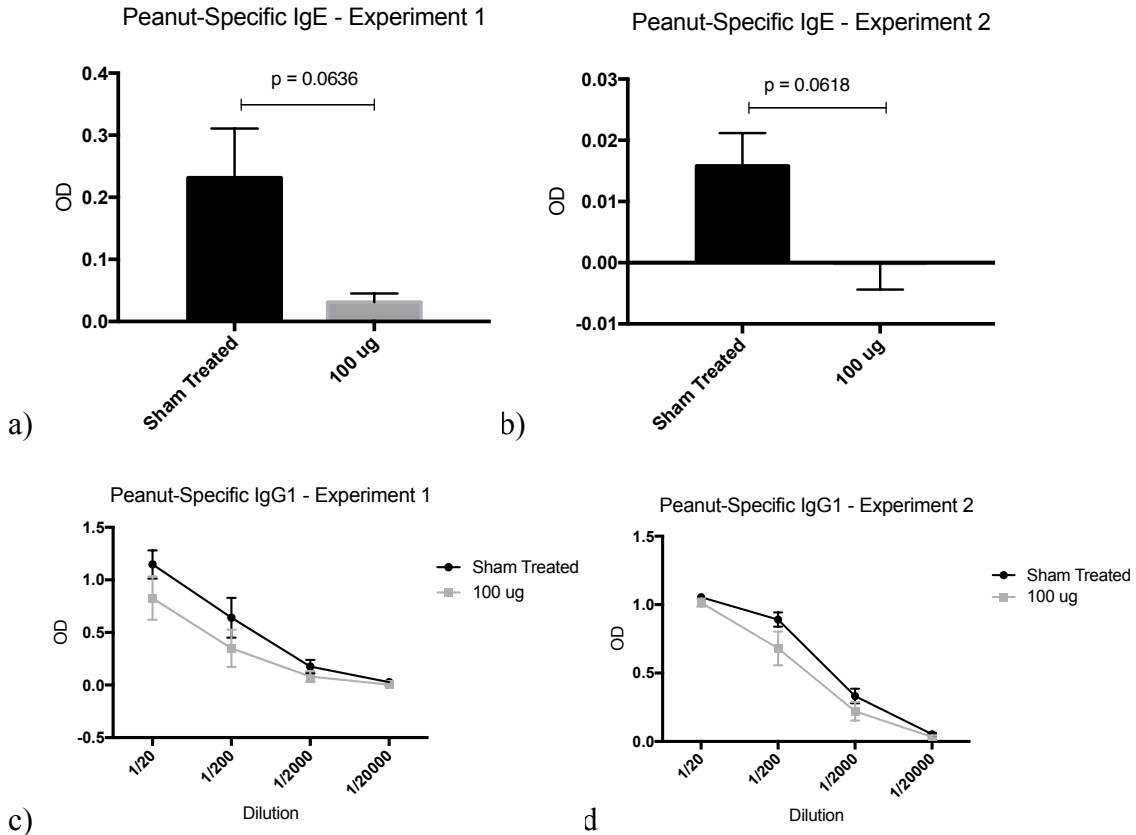 Peanut-Specific IgE - Experiment 1
p = 0.0636
0.4
0.3
0.2
0.1
0.0
OD
Sham Treated
100 ug
a)
Peanut-Specific IgE - Experiment 2
p = 0.0618
0.03
0.02
0.01
0.00
-0.01
OD
Sham Treated
100 ug
b)
Peanut-Specific IgG1 - Experiment 1
1.5
1.0
0.5
0.0
-0.5
OD
1/20
1/200
1/2000
1/20000
Dilution
Sham Treated
100 ug
c)
Peanut-Specific IgG1 - Experiment 2
1.5
1.0
0.5
0.0
OD
1/20
1/200
1/2000
1/20000
Dilution
Sham Treated
100 ug
d